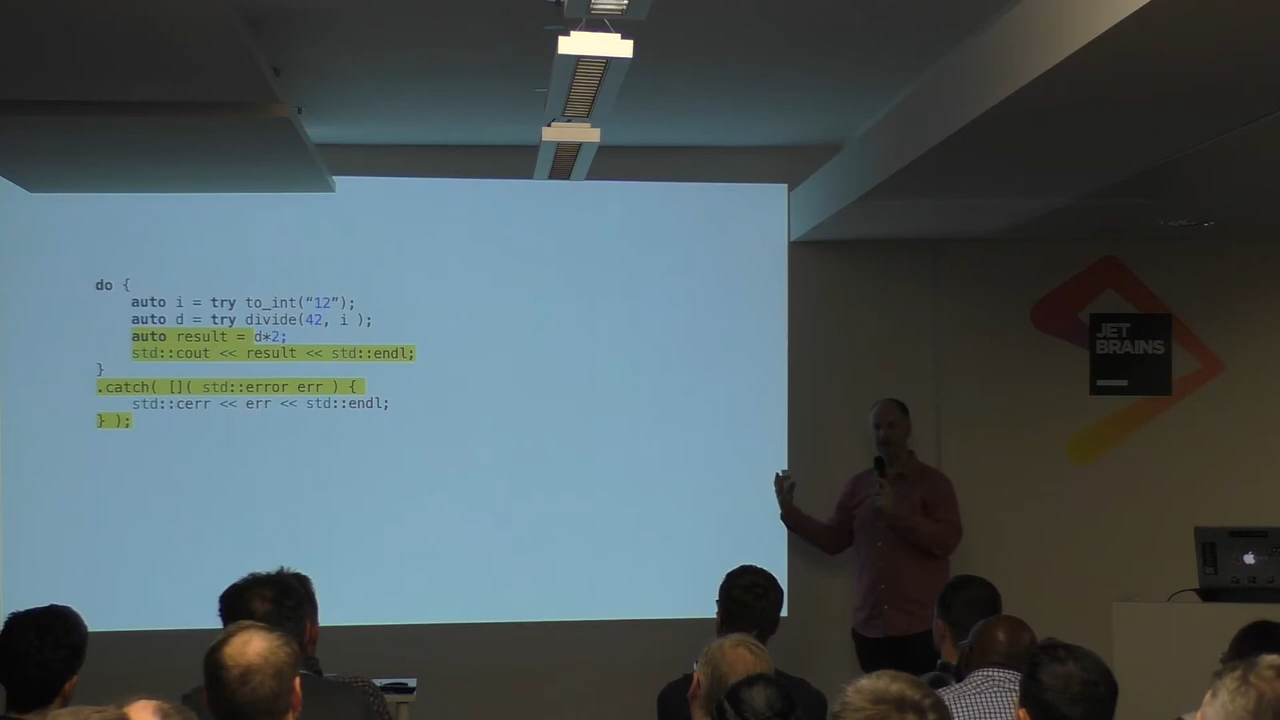 do {
    auto i = try to_int(“12”);
    auto d = try divide(42, i );
    auto result = d*2;
    std::cout << result << std::endl;
}
.catch( []( std::error err ) {
    std::cerr << err << std::endl;
} );
JET
BRAINS